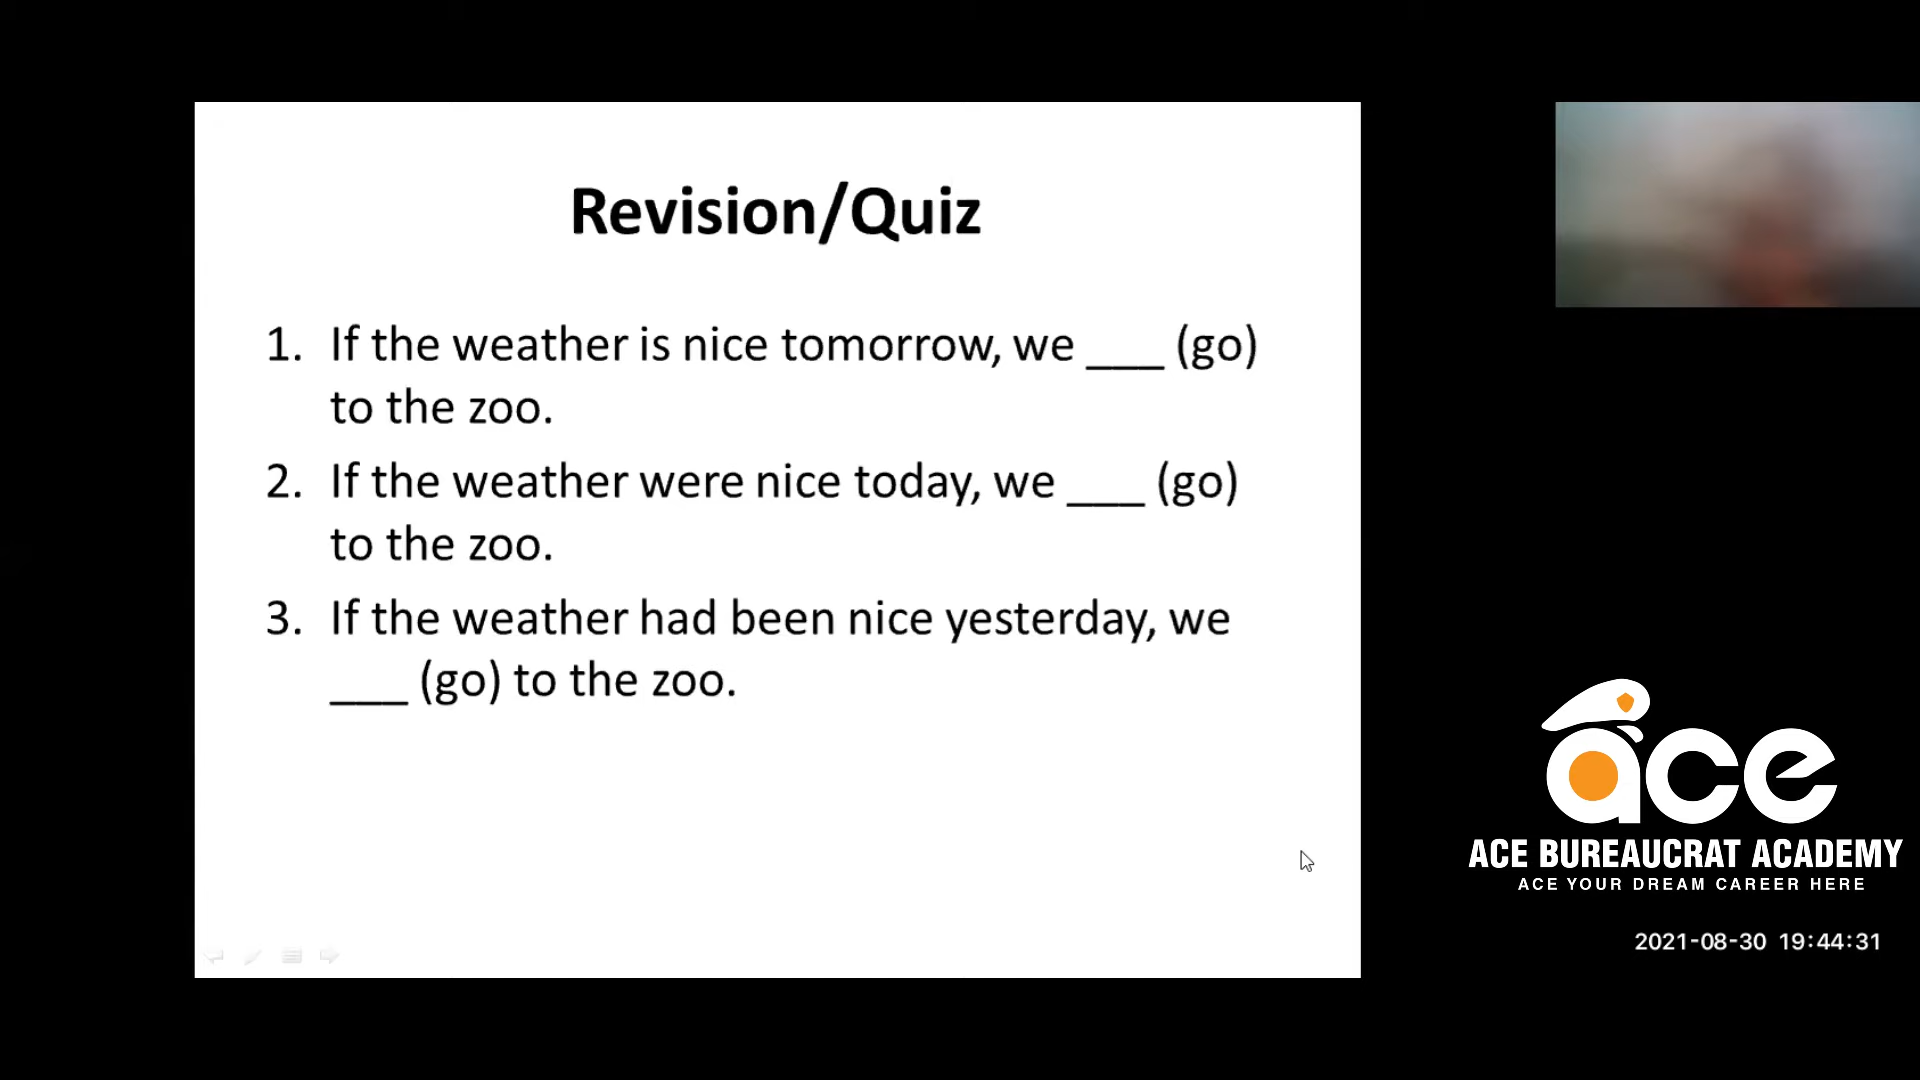 Revision/Quiz
1. If the weather is nice tomorrow, we ___ (go)
to the zoo.
2. If the weather were nice today, we ___ (go)
to the zoo.
3. If the weather had been nice yesterday, we
___ (go) to the zoo.
ace
ACE BUREAUCRAT ACADEMY
ACE YOUR DREAM CAREER HERE
2021-08-30 19:44:31